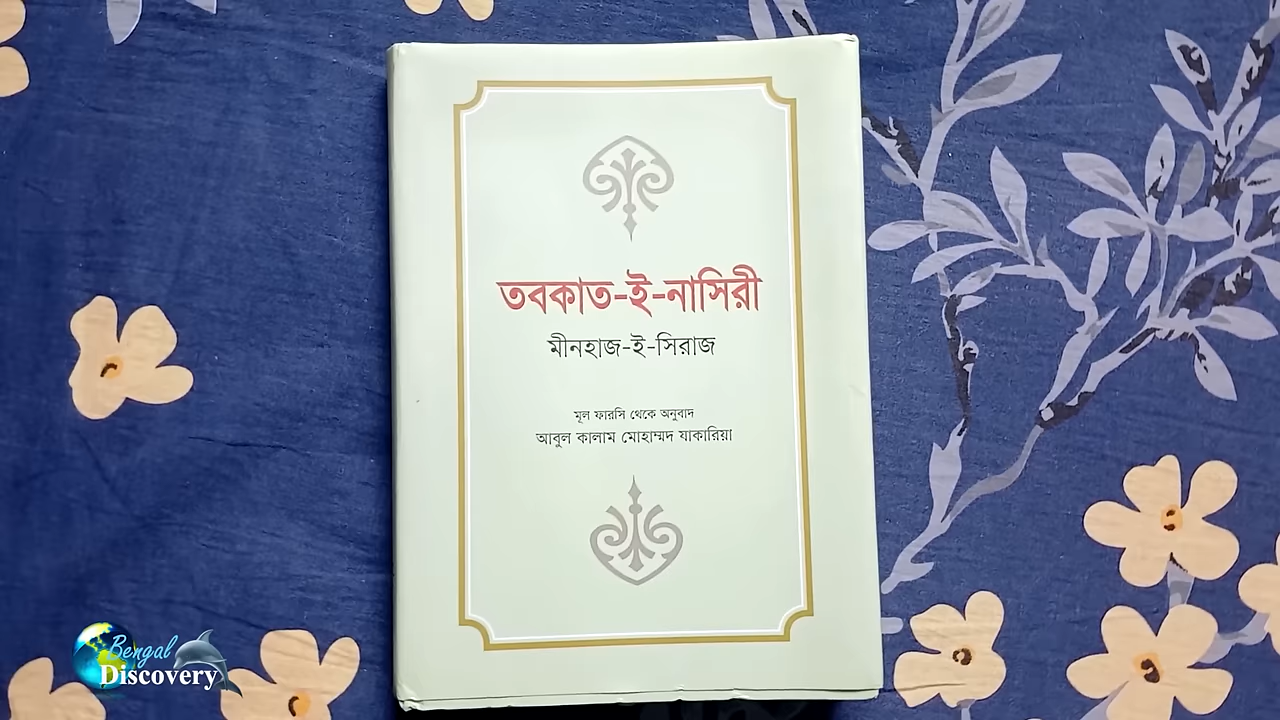 তবকাত-ই-নাসিরী
মীনহাজ-ই-সিরাজ
মূল ফারসি থেকে অনুবাদ
আবুল কালাম মোহাম্মদ যাকারিয়া
Bengal
Discovery